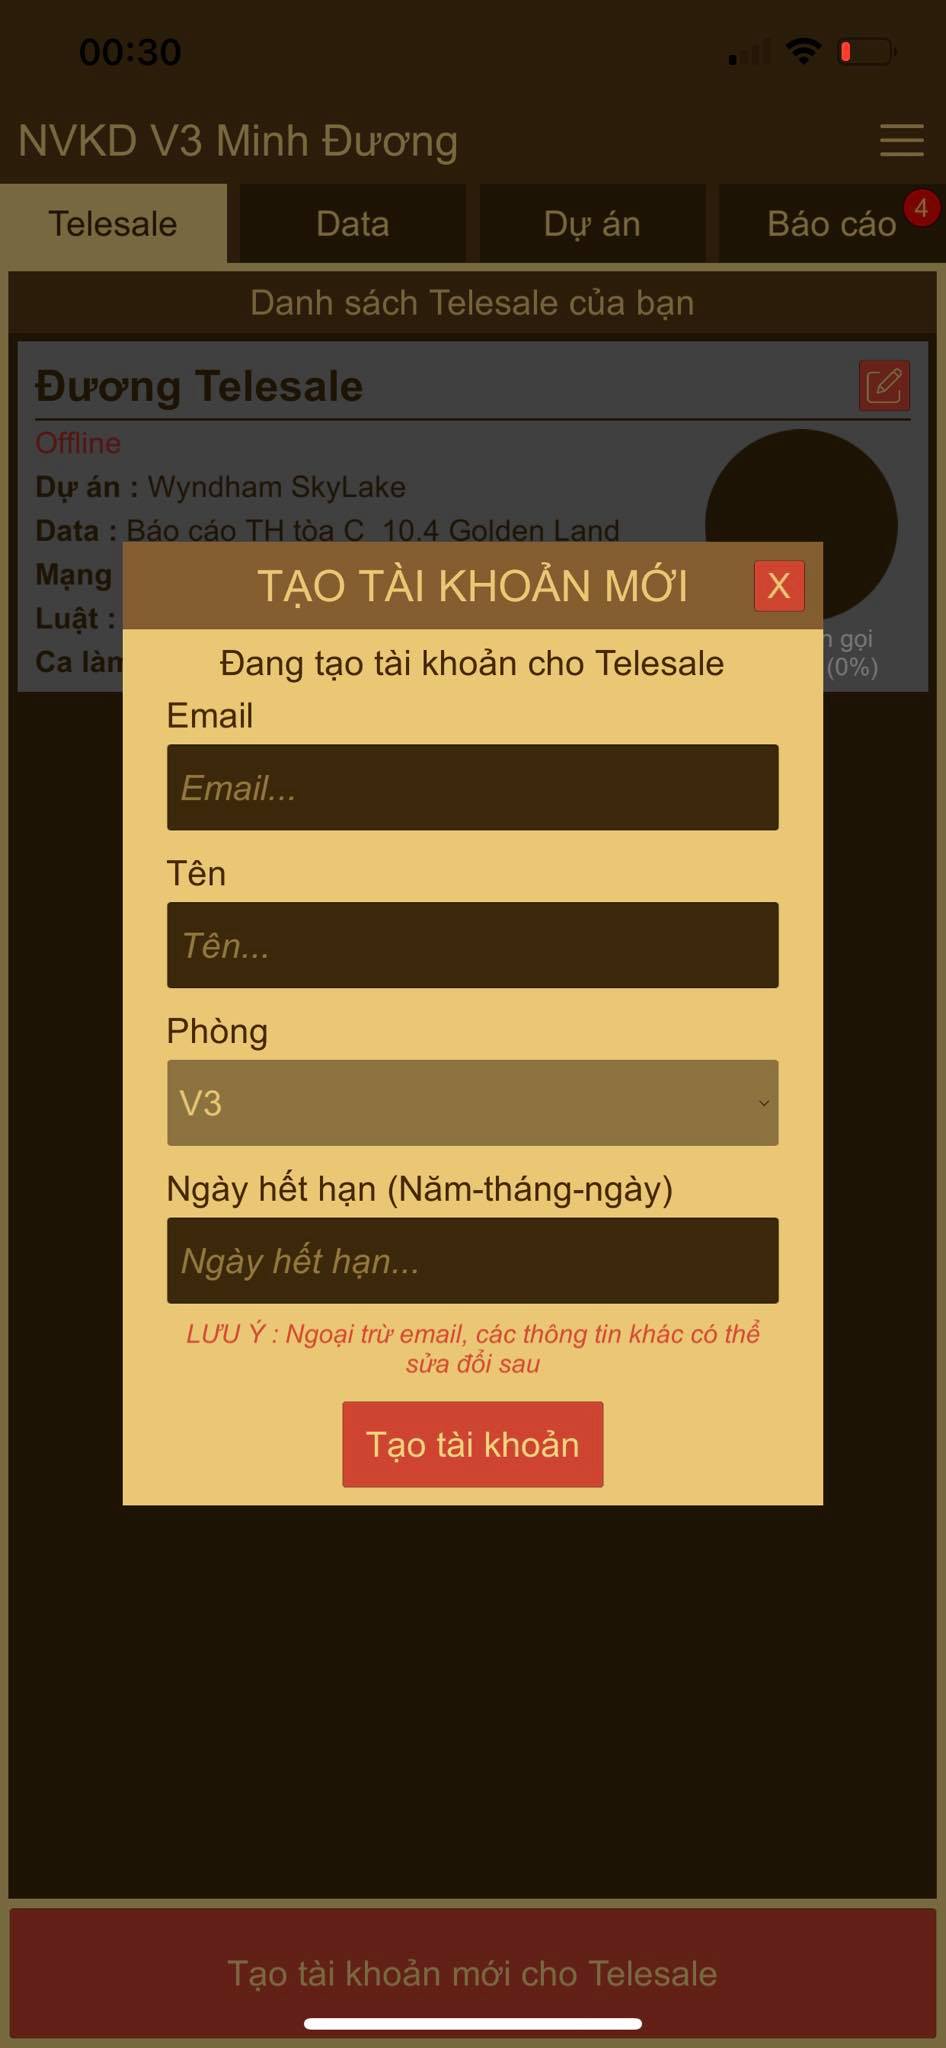 00:30
NVKD V3 Minh Đương
Telesale
Data
Dự án
Báo cáo
4
Danh sách Telesale của bạn
Đương Telesale
Offline
Dự án : Wyndham SkyLake
Data : Báo cáo TH tòa C 10.4 Golden Land
Mạng
Luật :
Ca làm
gọi
(0%)
TẠO TÀI KHOẢN MỚI
X
Đang tạo tài khoản cho Telesale
Email
Email...
Tên
Tên...
Phòng
V3
Ngày hết hạn (Năm-tháng-ngày)
Ngày hết hạn...
LƯU Ý : Ngoại trừ email, các thông tin khác có thể
sửa đổi sau
Tạo tài khoản
Tạo tài khoản mới cho Telesale